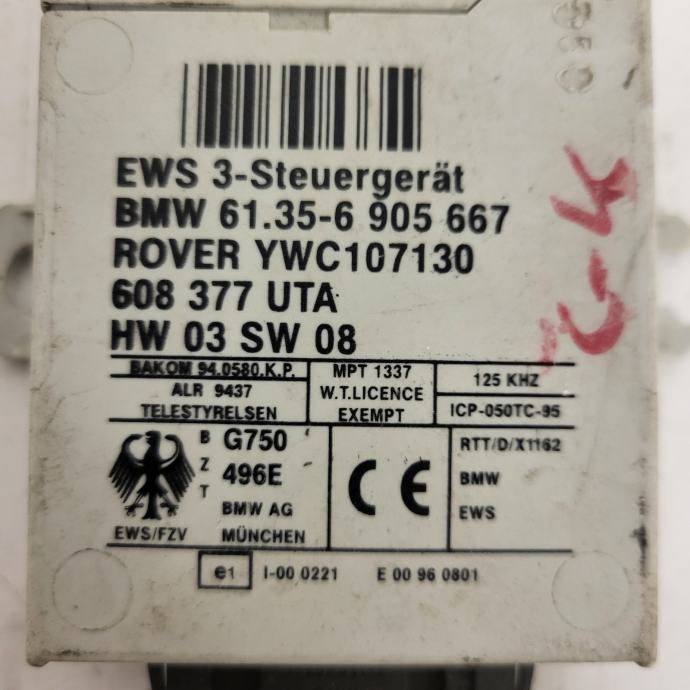 EWS 3-Steuergerät
BMW 61.35-6 905 667
ROVER YWC107130
608 377 UTA
HW 03 SW 08
BAKOM 94.0580.K.P.
ALR 9437
TELESTYRELSEN
MPT 1337
W.T.LICENCE
EXEMPT
125 KHZ
ICP-050TC-95
B Z T
G750
496E
BMW AG
MÜNCHEN
EWS/FZV
CE
RTT/D/X1162
BMW
EWS
e1 I-00 0221 E 00 96 0801